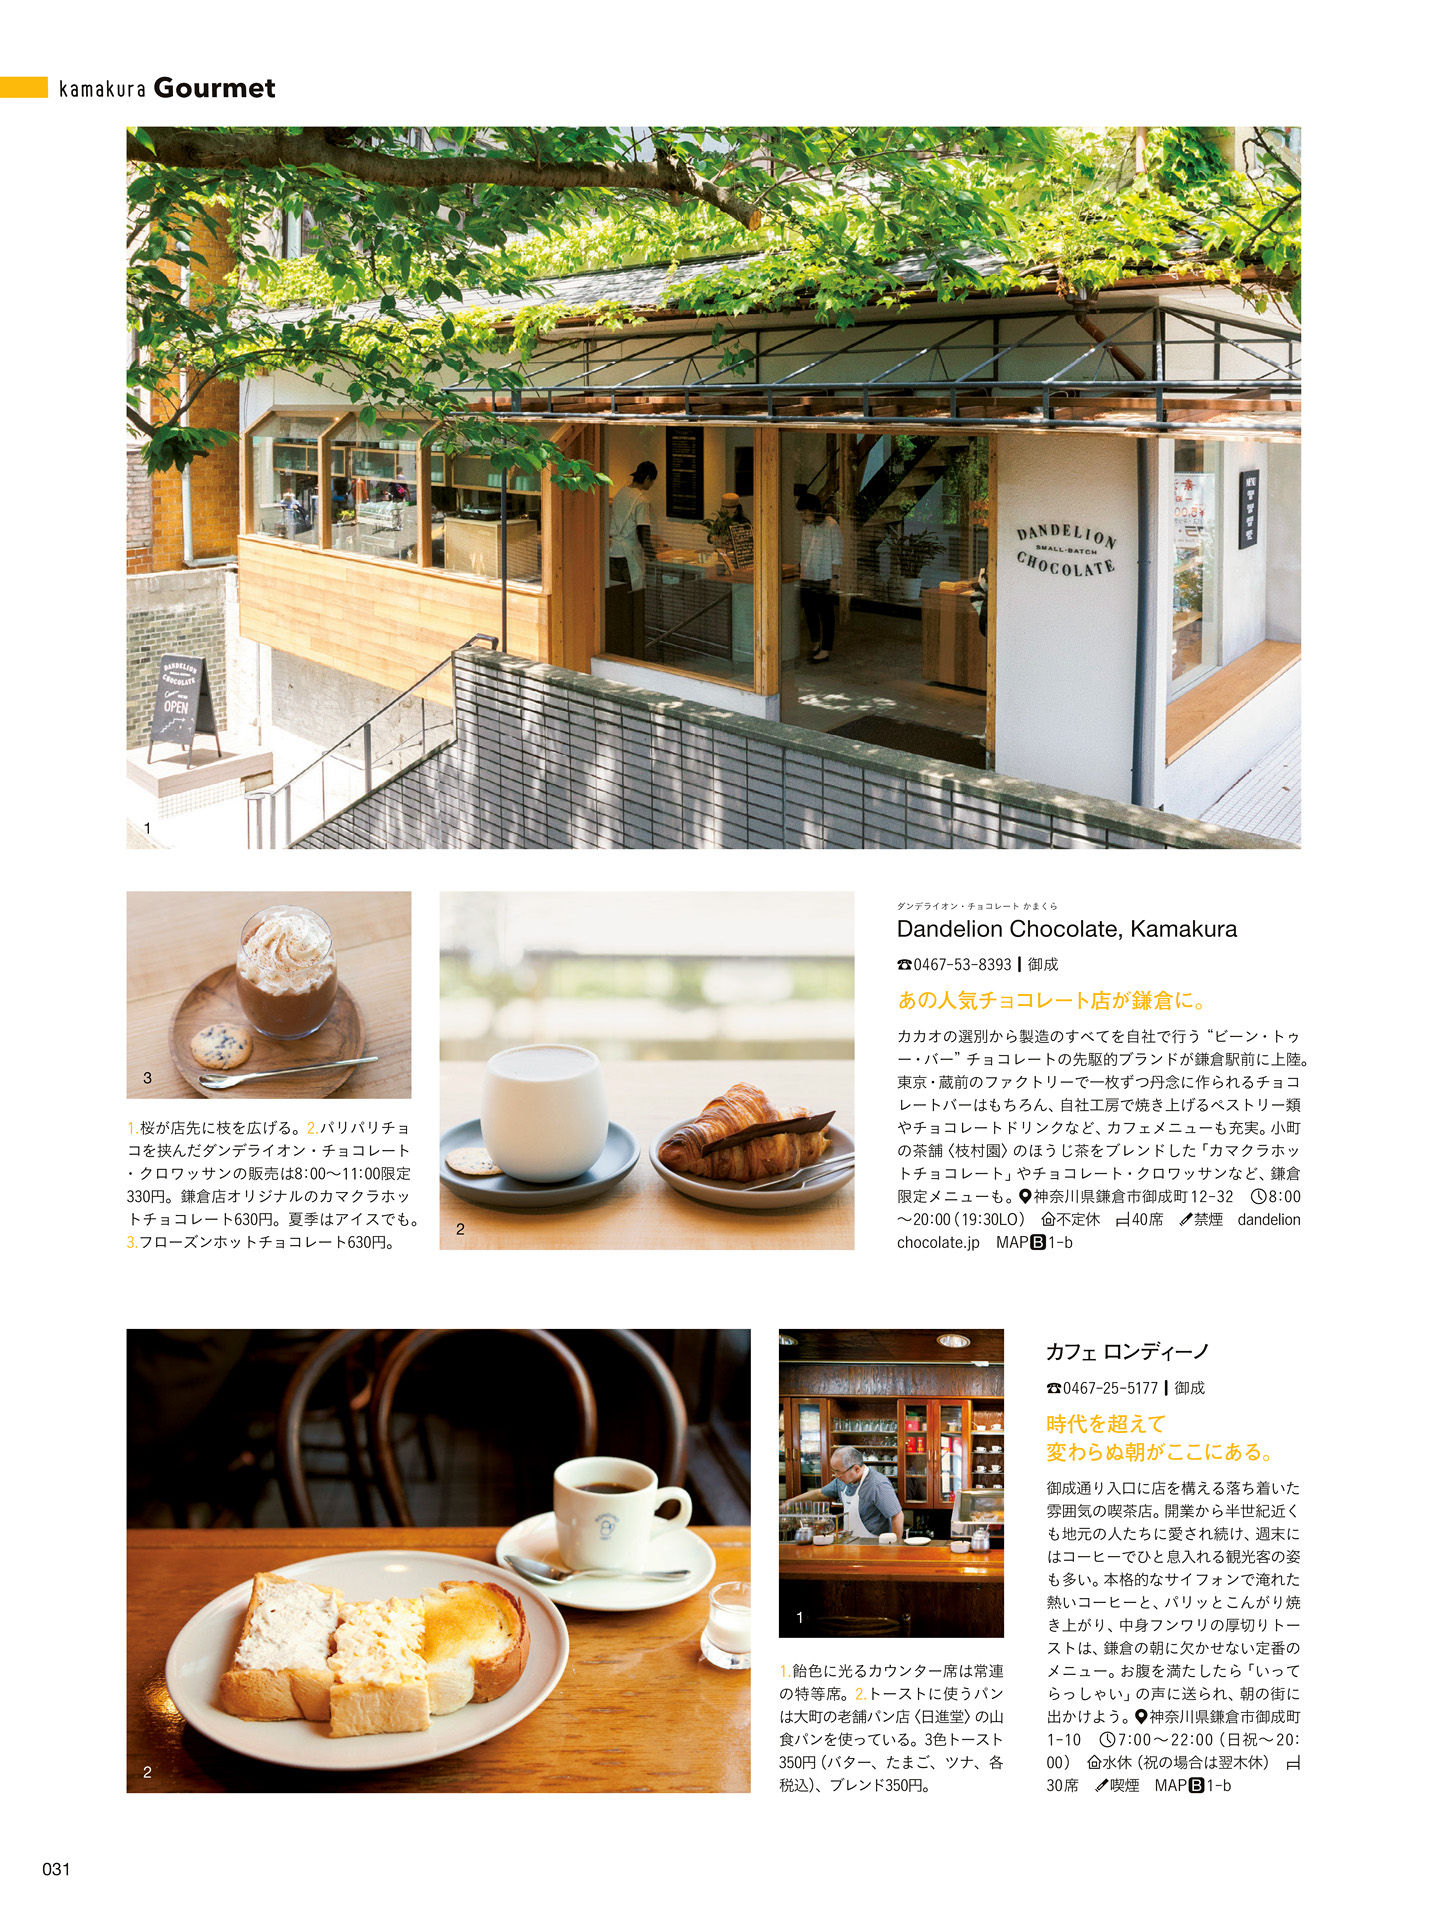 kamakura Gourmet
DANDELION
SMALL-BATCH
CHOCOLATE
MENU
DANDELION
CHOCOLATE
OPEN
1
3
2
1.桜が店先に枝を広げる。2.パリパリチョ
コを挟んだダンデライオン・チョコレート
・クロワッサンの販売は8:00〜11:00限定
330円。鎌倉店オリジナルのカマクラホッ
トチョコレート630円。夏季はアイスでも。
3.フローズンホットチョコレート630円。
ダンデライオン・チョコレート かまくら
Dandelion Chocolate, Kamakura
☎0467-53-8393┃御成
あの人気チョコレート店が鎌倉に。
カカオの選別から製造のすべてを自社で行う“ビーン・トゥ
ー・バー”チョコレートの先駆的ブランドが鎌倉駅前に上陸。
東京・蔵前のファクトリーで一枚ずつ丹念に作られるチョコ
レートバーはもちろん、自社工房で焼き上げるペストリー類
やチョコレートドリンクなど、カフェメニューも充実。小町
の茶舗〈枝村園〉のほうじ茶をブレンドした「カマクラホッ
トチョコレート」やチョコレート・クロワッサンなど、鎌倉
限定メニューも。神奈川県鎌倉市御成町12-32 8:00
〜20:00(19:30LO) 不定休 40席 禁煙 dandelion
chocolate.jp MAP B 1-b
2
1
1.飴色に光るカウンター席は常連
の特等席。2.トーストに使うパン
は大町の老舗パン店〈日進堂〉の山
食パンを使っている。3色トースト
350円(バター、たまご、ツナ、各
税込)、ブレンド350円。
カフェ ロンディーノ
☎0467-25-5177┃御成
時代を超えて
変わらぬ朝がここにある。
御成通り入口に店を構える落ち着いた
雰囲気の喫茶店。開業から半世紀近く
も地元の人たちに愛され続け、週末に
はコーヒーでひと息入れる観光客の姿
も多い。本格的なサイフォンで淹れた
熱いコーヒーと、パリッとこんがり焼
き上がり、中身フンワリの厚切りトー
ストは、鎌倉の朝に欠かせない定番の
メニュー。お腹を満たしたら「いって
らっしゃい」の声に送られ、朝の街に
出かけよう。神奈川県鎌倉市御成町
1-10 7:00〜22:00(日祝〜20:
00) 水休(祝の場合は翌木休)
30席 喫煙 MAP B 1-b
031